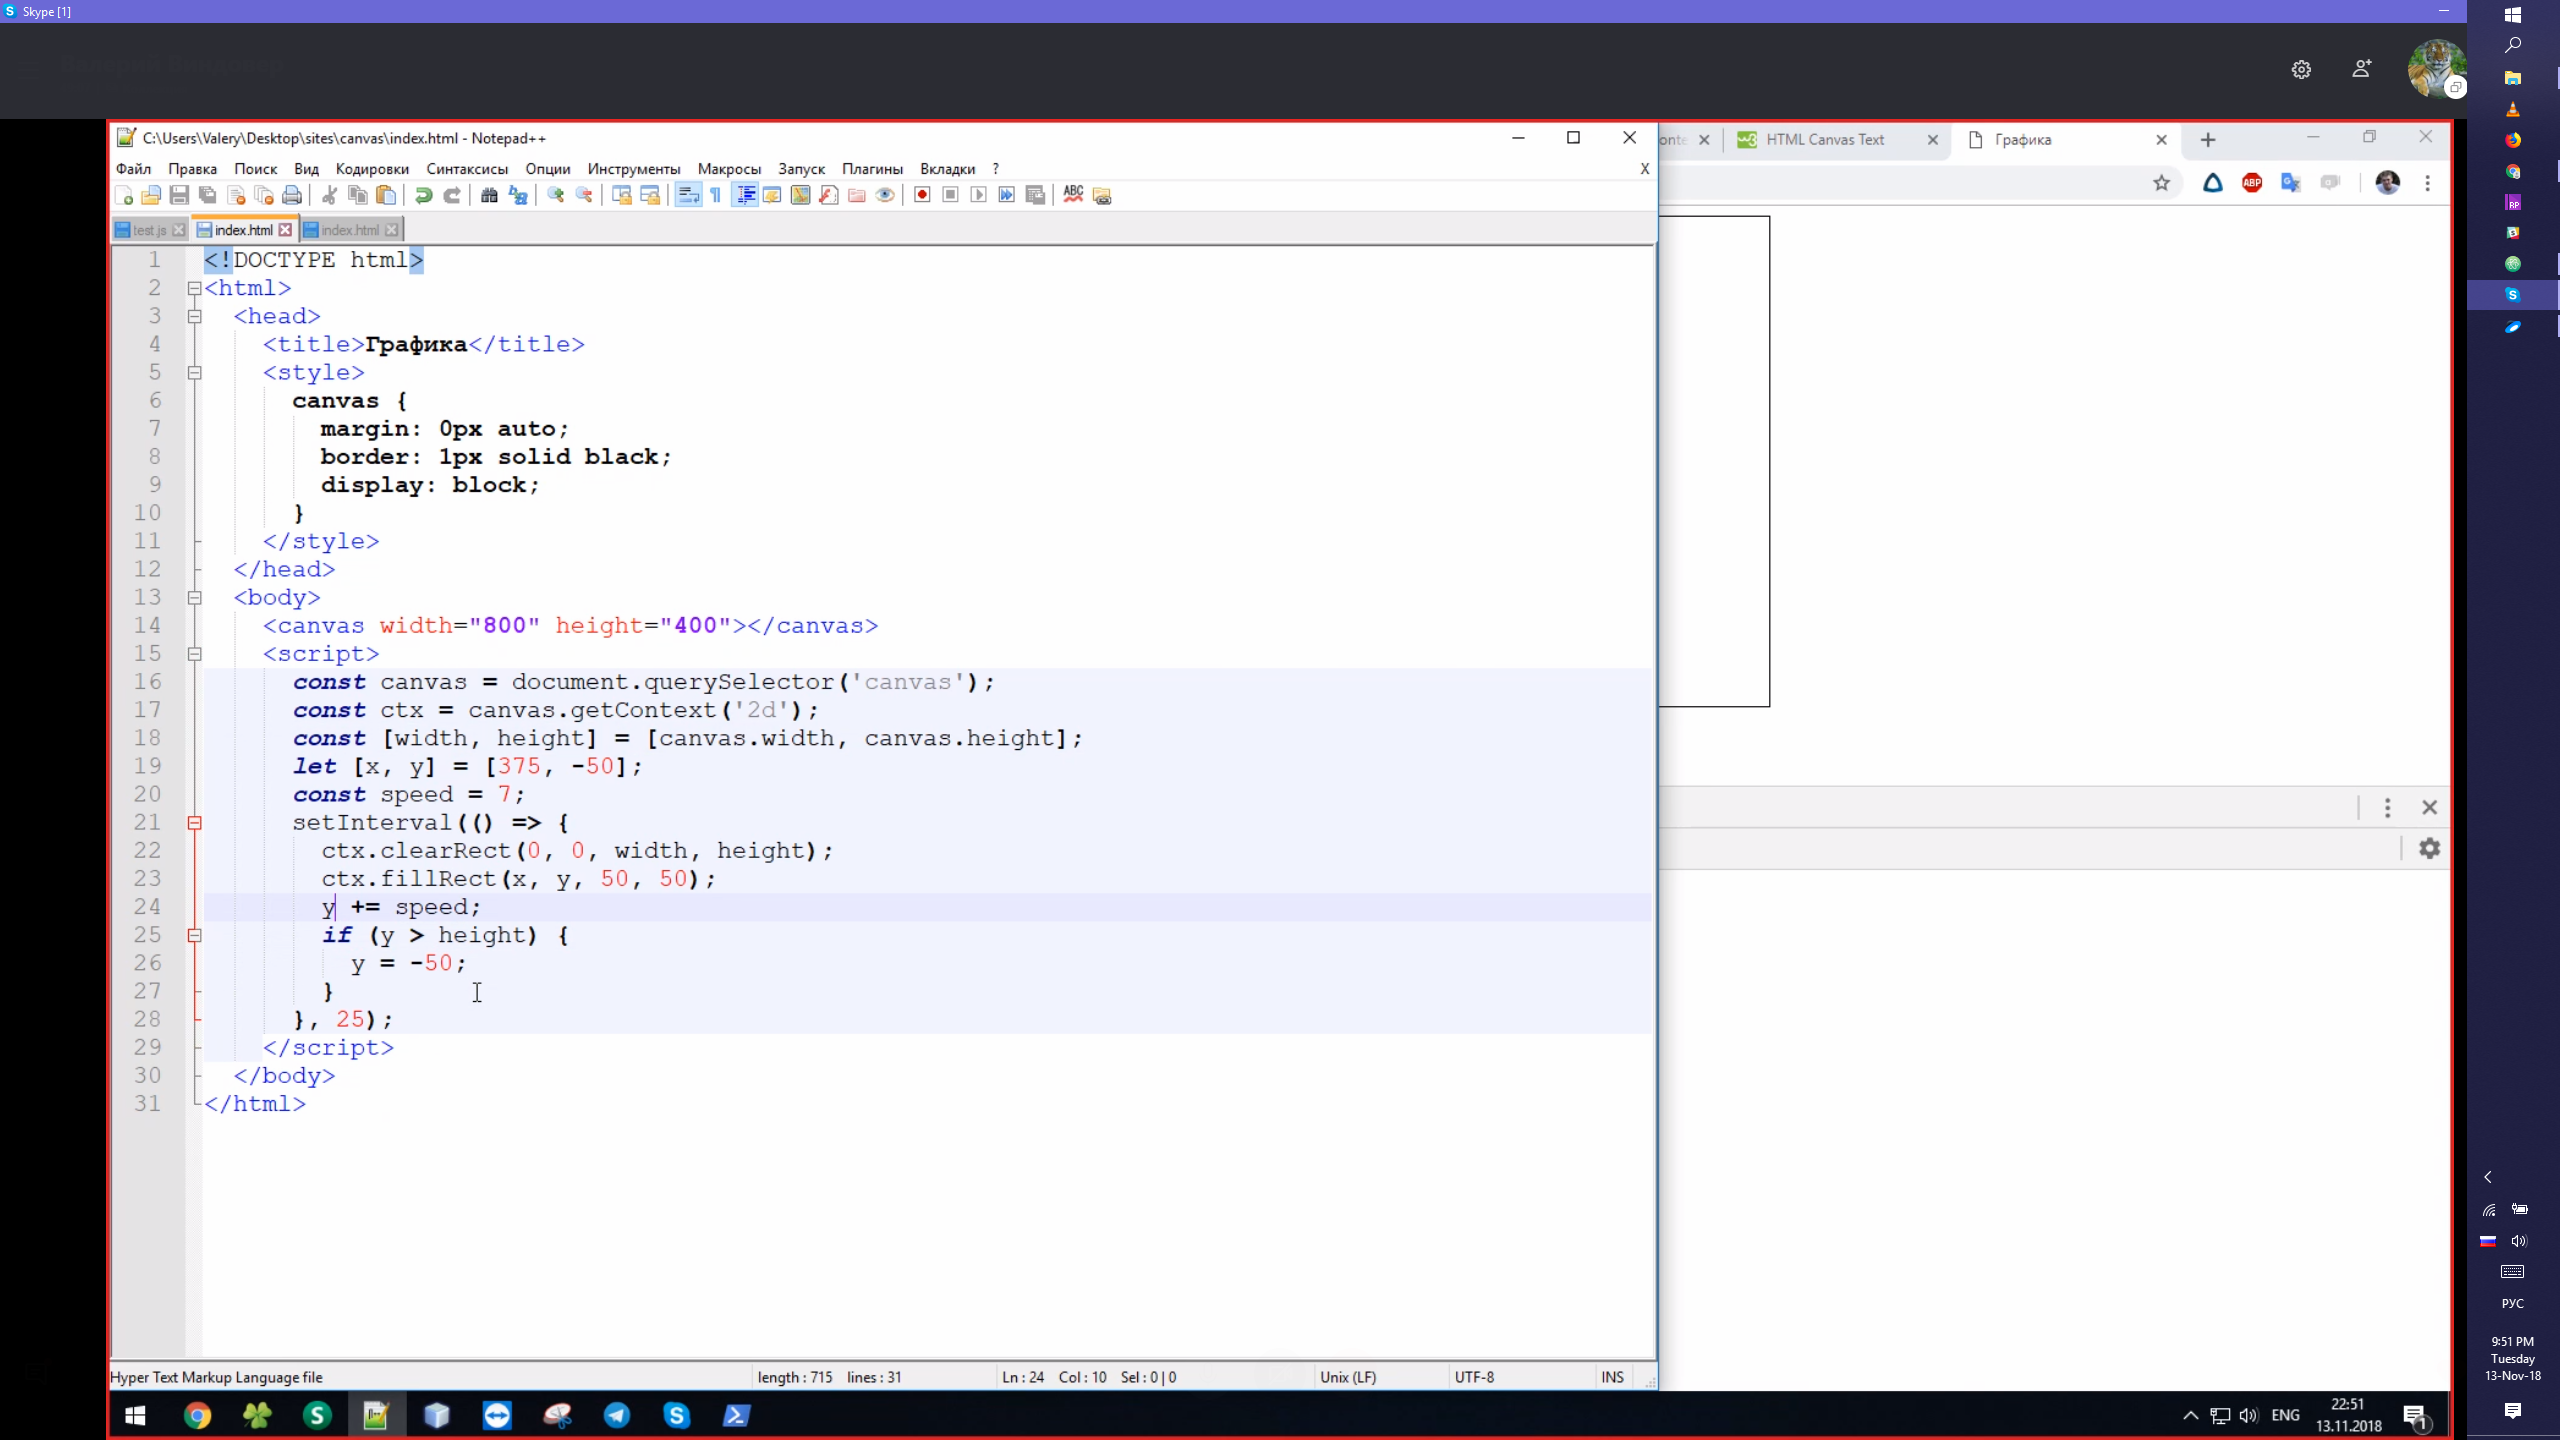 Skype [1]
C:\Users\Valery\Desktop\sites\canvas\index.html - Notepad++
HTML Canvas Text
Графика
Файл Правка Поиск Вид Кодировки Синтаксисы Опции Инструменты Макросы Запуск Плагины Вкладки ? X
test.js index.html index.html
1 <!DOCTYPE html>
2 <html>
3 <head>
4 <title>Графика</title>
5 <style>
6 canvas {
7 margin: 0px auto;
8 border: 1px solid black;
9 display: block;
10 }
11 </style>
12 </head>
13 <body>
14 <canvas width="800" height="400"></canvas>
15 <script>
16 const canvas = document.querySelector('canvas');
17 const ctx = canvas.getContext('2d');
18 const [width, height] = [canvas.width, canvas.height];
19 let [x, y] = [375, -50];
20 const speed = 7;
21 setInterval(() => {
22 ctx.clearRect(0, 0, width, height);
23 ctx.fillRect(x, y, 50, 50);
24 y += speed;
25 if (y > height) {
26 y = -50;
27 }
28 }, 25);
29 </script>
30 </body>
31 </html>
Hyper Text Markup Language file length : 715 lines : 31 Ln : 24 Col : 10 Sel : 0 | 0 Unix (LF) UTF-8 INS
ENG
22:51
13.11.2018
ABP
РУС
9:51 PM
Tuesday
13-Nov-18